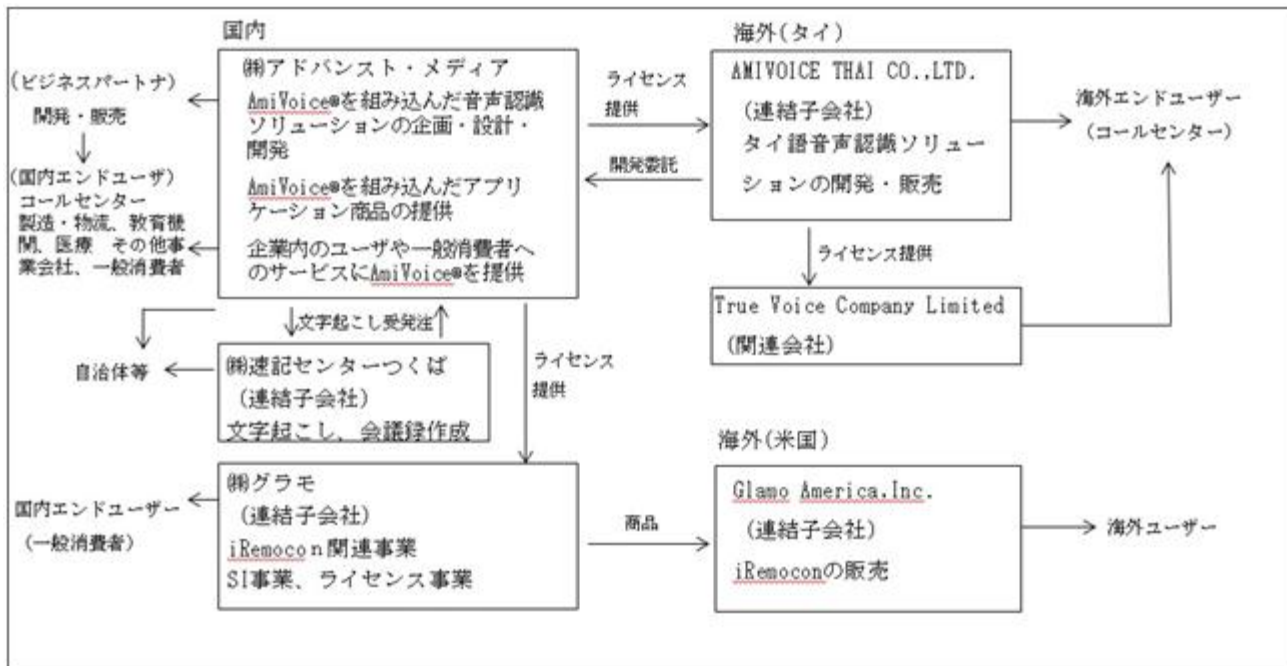 国内
㈱アドバンスト・メディア
AmiVoice®を組み込んだ音声認識
ソリューションの企画・設計・
開発
AmiVoice®を組み込んだアプリ
ケーション商品の提供
企業内のユーザや一般消費者へ
のサービスにAmiVoice®を提供
(ビジネスパートナ)
開発・販売
(国内エンドユーザ)
コールセンター
製造・物流、教育機
関、医療 その他事
業会社、一般消費者
ライセンス
提供
開発委託
海外(タイ)
AMIVOICE THAI CO.,LTD.
(連結子会社)
タイ語音声認識ソリュー
ションの開発・販売
海外エンドユーザー
(コールセンター)
ライセンス提供
True Voice Company Limited
(関連会社)
文字起こし受発注
自治体等
㈱速記センターつくば
(連結子会社)
文字起こし、会議録作成
ライセンス
提供
国内エンドユーザー
(一般消費者)
㈱グラモ
(連結子会社)
iRemocon関連事業
SI事業、ライセンス事業
商品
海外(米国)
Glamo America.Inc.
(連結子会社)
iRemoconの販売
海外ユーザー